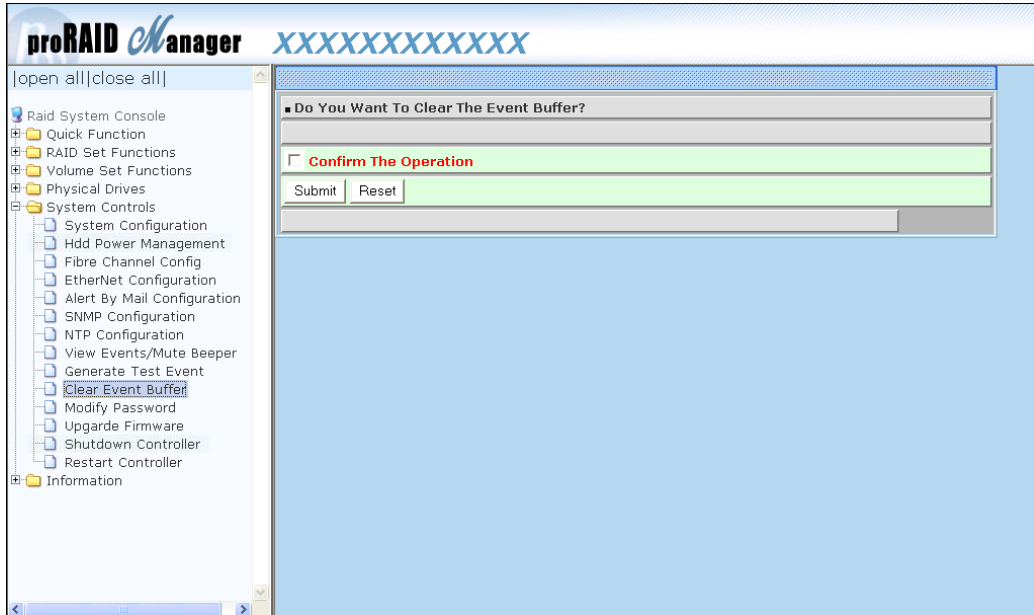 proRAID Manager
XXXXXXXXXXXXX
|open all|close all|
Raid System Console
Quick Function
RAID Set Functions
Volume Set Functions
Physical Drives
System Controls
System Configuration
Hdd Power Management
Fibre Channel Config
EtherNet Configuration
Alert By Mail Configuration
SNMP Configuration
NTP Configuration
View Events/Mute Beeper
Generate Test Event
Clear Event Buffer
Modify Password
Upgarde Firmware
Shutdown Controller
Restart Controller
Information
Do You Want To Clear The Event Buffer?
Confirm The Operation
Submit Reset